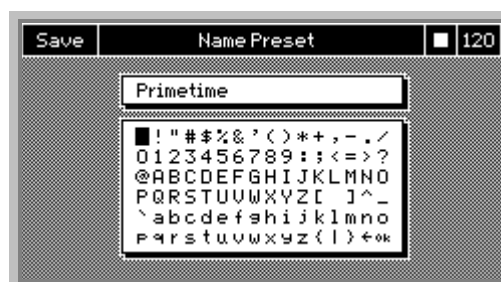 Save Name Preset 120
Primetime
!"#$%&'()*+,-./
0123456789:;<=>?
@ABCDEFGHIJKLMNO
PQRSTUVWXYZ[ ]^_
`abcdefghijklmno
pqrstuvwxyz{|}←ok